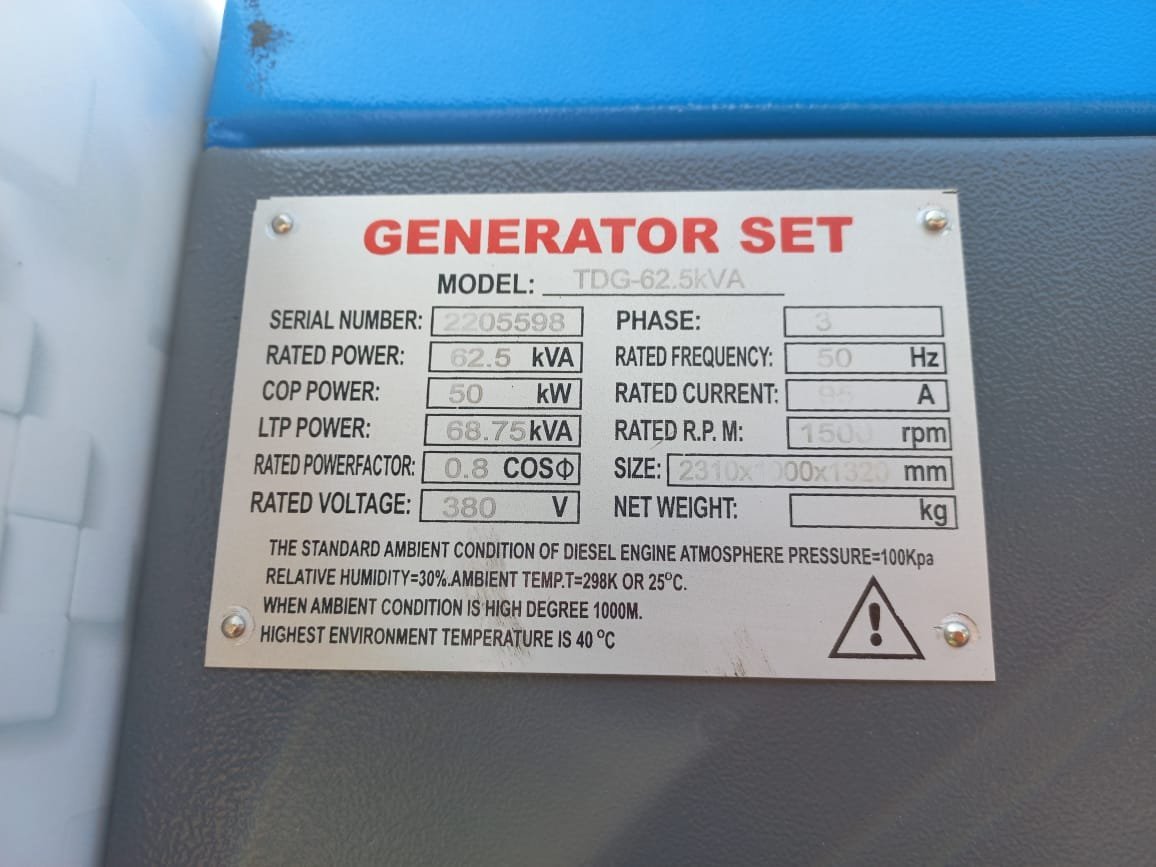 GENERATOR SET
MODEL: TDG-62.5kVA
SERIAL NUMBER: 2205598
PHASE: 3
RATED POWER: 62.5 kVA
RATED FREQUENCY: 50 Hz
COP POWER: 50 kW
RATED CURRENT: A
LTP POWER: 68.75kVA
RATED R.P.M: 1500 rpm
RATED POWERFACTOR: 0.8 COSΦ
SIZE: 2310x1000x1320 mm
RATED VOLTAGE: 380 V
NET WEIGHT: kg
THE STANDARD AMBIENT CONDITION OF DIESEL ENGINE ATMOSPHERE PRESSURE=100Kpa
RELATIVE HUMIDITY=30%.AMBIENT TEMP.T=298K OR 25°C.
WHEN AMBIENT CONDITION IS HIGH DEGREE 1000M.
HIGHEST ENVIRONMENT TEMPERATURE IS 40 °C